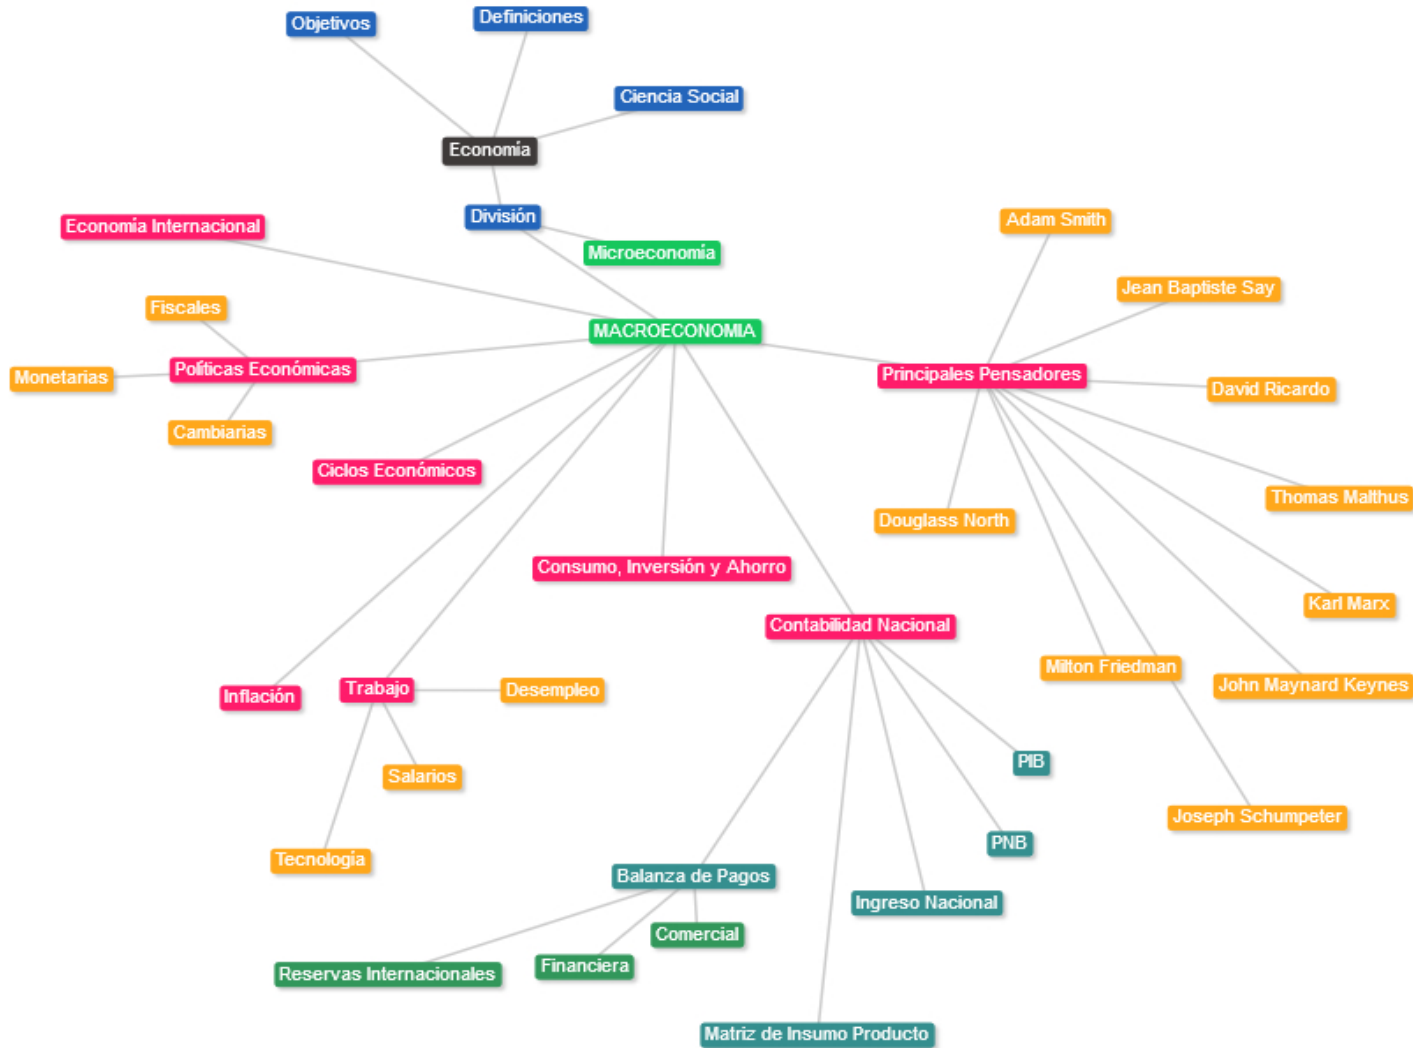 Objetivos
Definiciones
Ciencia Social
Economía
División
Microeconomía
Economía Internacional
Adam Smith
Jean Baptiste Say
Fiscales
MACROECONOMIA
Políticas Económicas
Monetarias
Principales Pensadores
David Ricardo
Cambiarias
Ciclos Económicos
Thomas Malthus
Douglass North
Consumo, Inversión y Ahorro
Karl Marx
Contabilidad Nacional
Milton Friedman
John Maynard Keynes
Inflación
Trabajo
Desempleo
Salarios
PIB
Joseph Schumpeter
PNB
Tecnología
Balanza de Pagos
Ingreso Nacional
Comercial
Financiera
Reservas Internacionales
Matriz de Insumo Producto